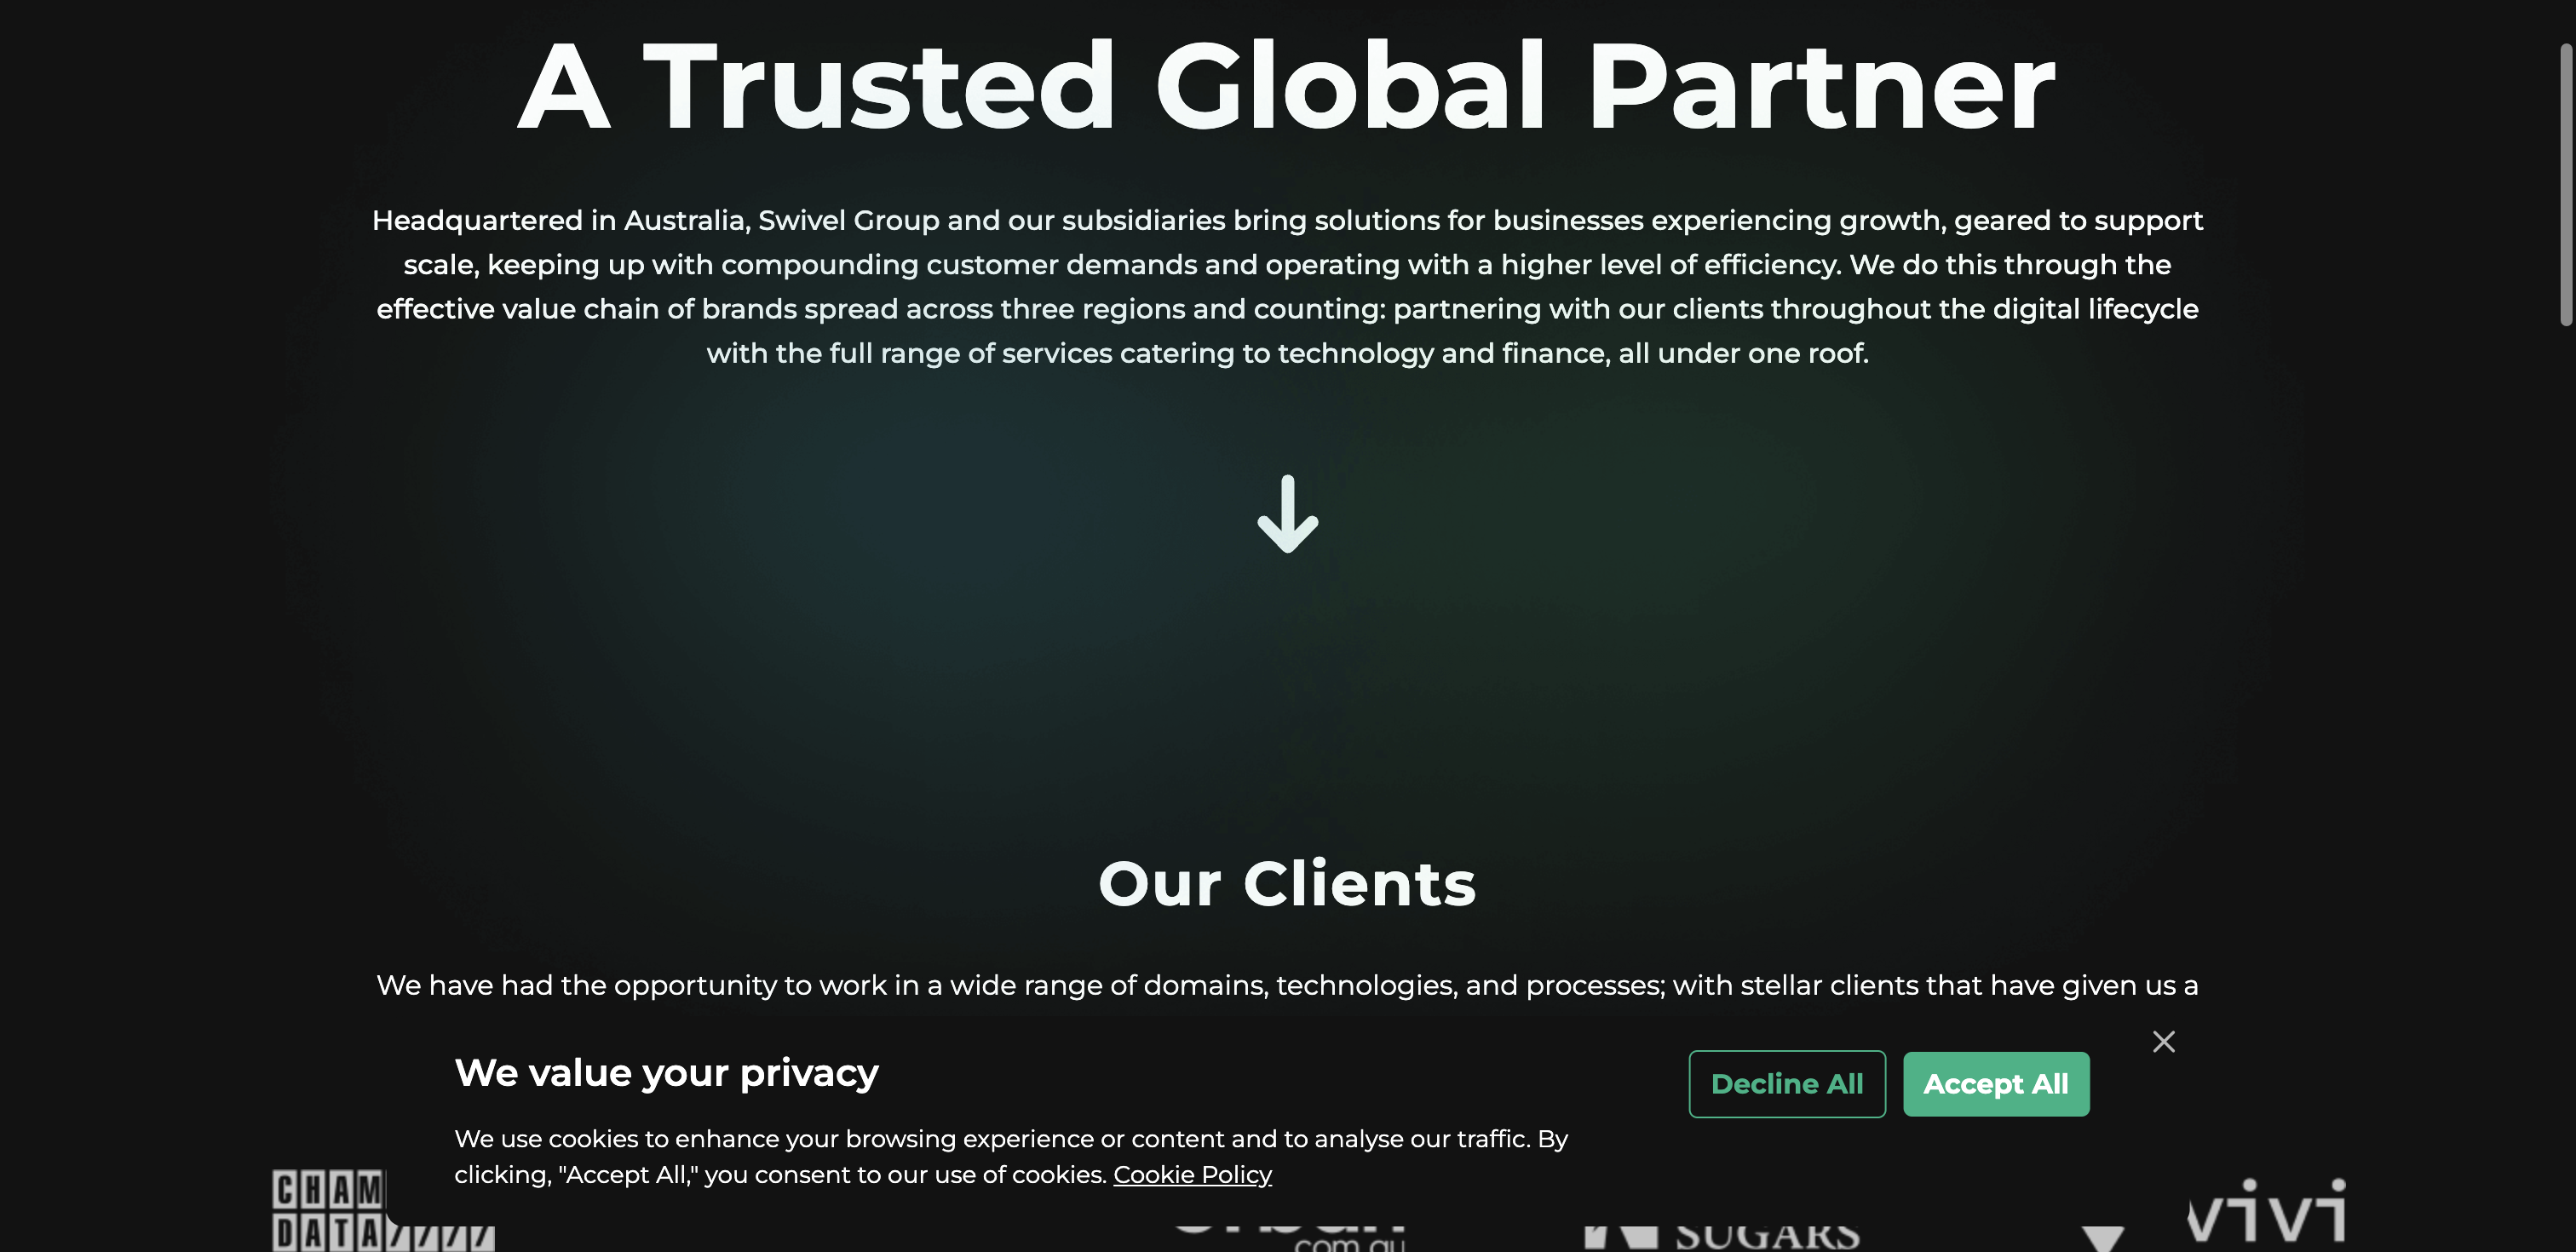 A Trusted Global Partner
Headquartered in Australia, Swivel Group and our subsidiaries bring solutions for businesses experiencing growth, geared to support
scale, keeping up with compounding customer demands and operating with a higher level of efficiency. We do this through the
effective value chain of brands spread across three regions and counting: partnering with our clients throughout the digital lifecycle
with the full range of services catering to technology and finance, all under one roof.
Our Clients
We have had the opportunity to work in a wide range of domains, technologies, and processes; with stellar clients that have given us a
We value your privacy
Decline All
Accept All
We use cookies to enhance your browsing experience or content and to analyse our traffic. By
clicking, "Accept All," you consent to our use of cookies. Cookie Policy
CHAM
DATA////
com.au
SUGARS
vivi